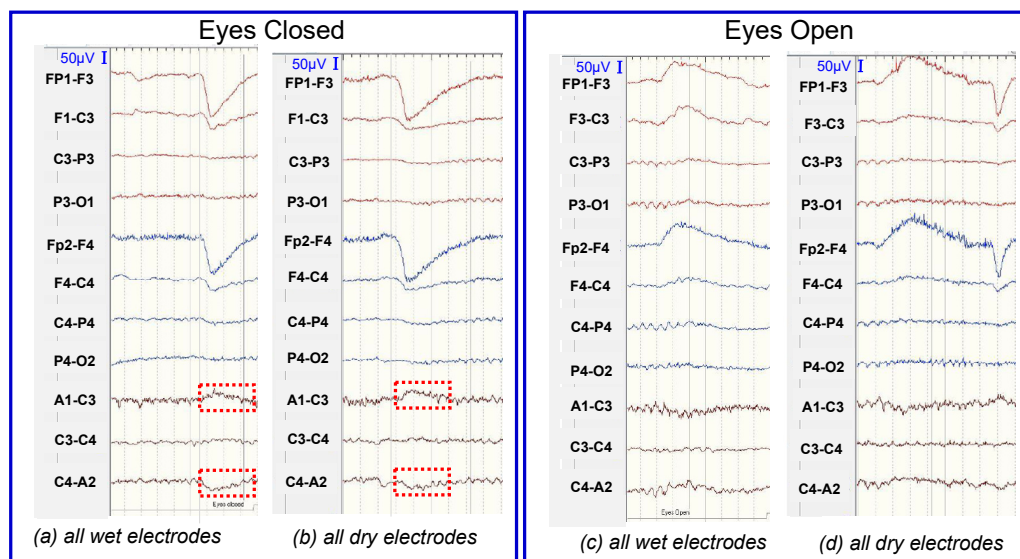 Eyes Closed
50µV
FP1-F3
F1-C3
C3-P3
P3-O1
Fp2-F4
F4-C4
C4-P4
P4-O2
A1-C3
C3-C4
C4-A2
Eyes closed
(a) all wet electrodes
50µV
FP1-F3
F1-C3
C3-P3
P3-O1
Fp2-F4
F4-C4
C4-P4
P4-O2
A1-C3
C3-C4
C4-A2
(b) all dry electrodes
Eyes Open
50µV
FP1-F3
F3-C3
C3-P3
P3-O1
Fp2-F4
F4-C4
C4-P4
P4-O2
A1-C3
C3-C4
C4-A2
Eyes Open
(c) all wet electrodes
50µV
FP1-F3
F3-C3
C3-P3
P3-O1
Fp2-F4
F4-C4
C4-P4
P4-O2
A1-C3
C3-C4
C4-A2
(d) all dry electrodes